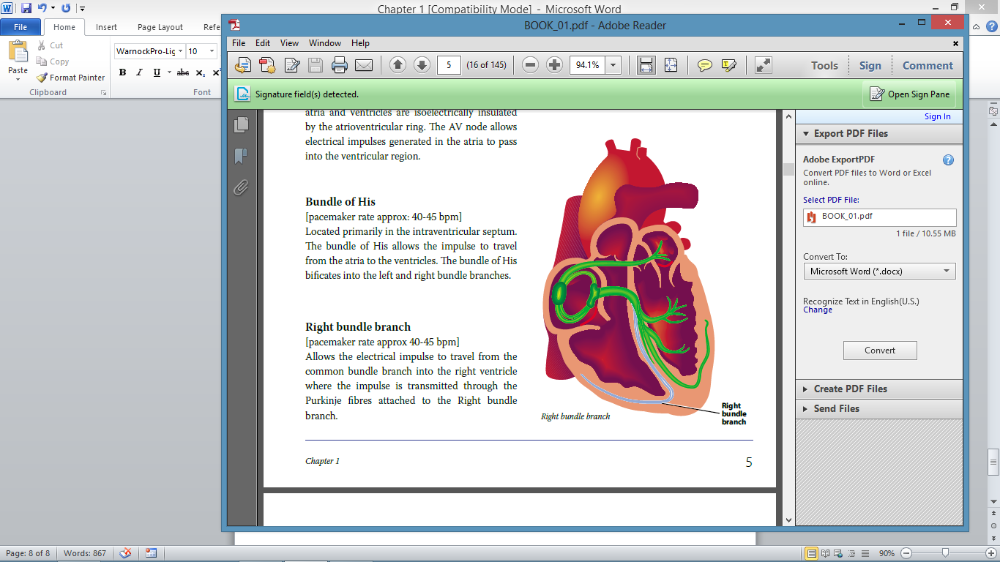 Chapter 1 [Compatibility Mode] - Microsoft Word
File Home Insert Page Layout Refe
Cut
Copy
Paste
Format Painter
Clipboard
WarnockPro-Lig 10
B I U abc x₂ x
Font
BOOK_01.pdf - Adobe Reader
File Edit View Window Help
5 (16 of 145) 94.1% Tools Sign Comment
Signature field(s) detected. Open Sign Pane
atria and ventricles are isoelectrically insulated
by the atrioventricular ring. The AV node allows
electrical impulses generated in the atria to pass
into the ventricular region.
Bundle of His
[pacemaker rate approx: 40-45 bpm]
Located primarily in the intraventricular septum.
The bundle of His allows the impulse to travel
from the atria to the ventricles. The bundle of His
bificates into the left and right bundle branches.
Right bundle branch
[pacemaker rate approx 40-45 bpm]
Allows the electrical impulse to travel from the
common bundle branch into the right ventricle
where the impulse is transmitted through the
Purkinje fibres attached to the Right bundle
branch.
Right bundle branch
Right
bundle
branch
Chapter 1 5
Sign In
Export PDF Files
Adobe ExportPDF
Convert PDF files to Word or Excel
online.
Select PDF File:
BOOK_01.pdf
1 file / 10.55 MB
Convert To:
Microsoft Word (*.docx)
Recognize Text in English(U.S.)
Change
Convert
Create PDF Files
Send Files
Page: 8 of 8 Words: 867 90%